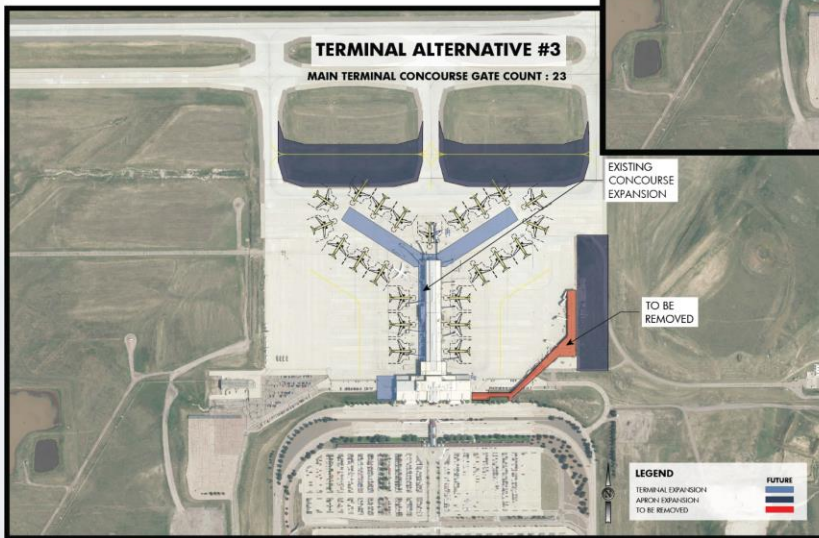 TERMINAL ALTERNATIVE #3
MAIN TERMINAL CONCOURSE GATE COUNT : 23
EXISTING
CONCOURSE
EXPANSION
TO BE
REMOVED
LEGEND
FUTURE
TERMINAL EXPANSION
APRON EXPANSION
TO BE REMOVED